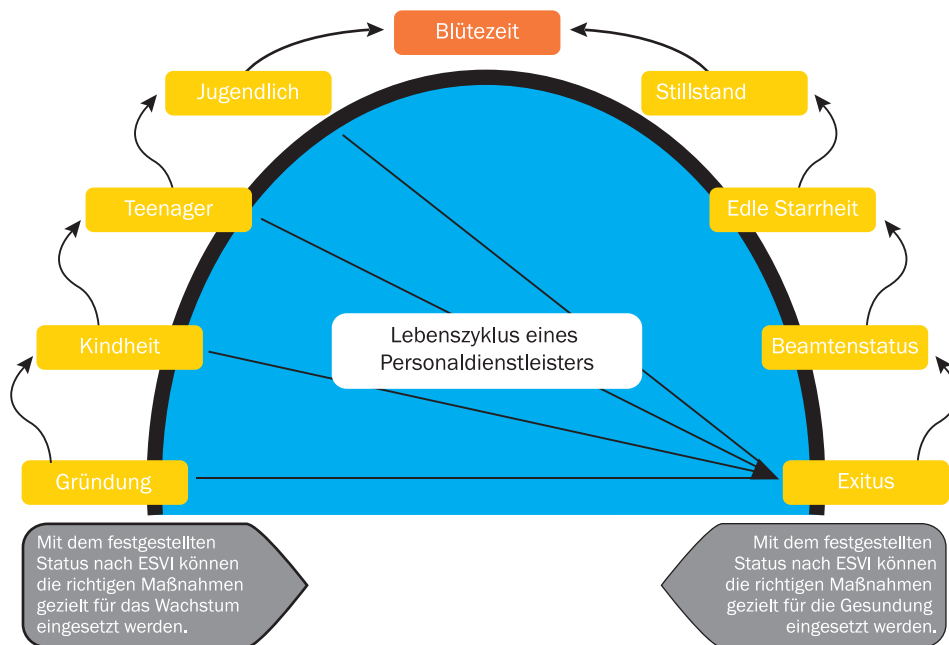 Blütezeit
Jugendlich
Stillstand
Teenager
Edle Starrheit
Lebenszyklus eines
Personaldienstleisters
Kindheit
Beamtenstatus
Gründung
Exitus
Mit dem festgestellten
Status nach ESVI können
die richtigen Maßnahmen
gezielt für das Wachstum
eingesetzt werden.
Mit dem festgestellten
Status nach ESVI können
die richtigen Maßnahmen
gezielt für die Gesundung
eingesetzt werden.